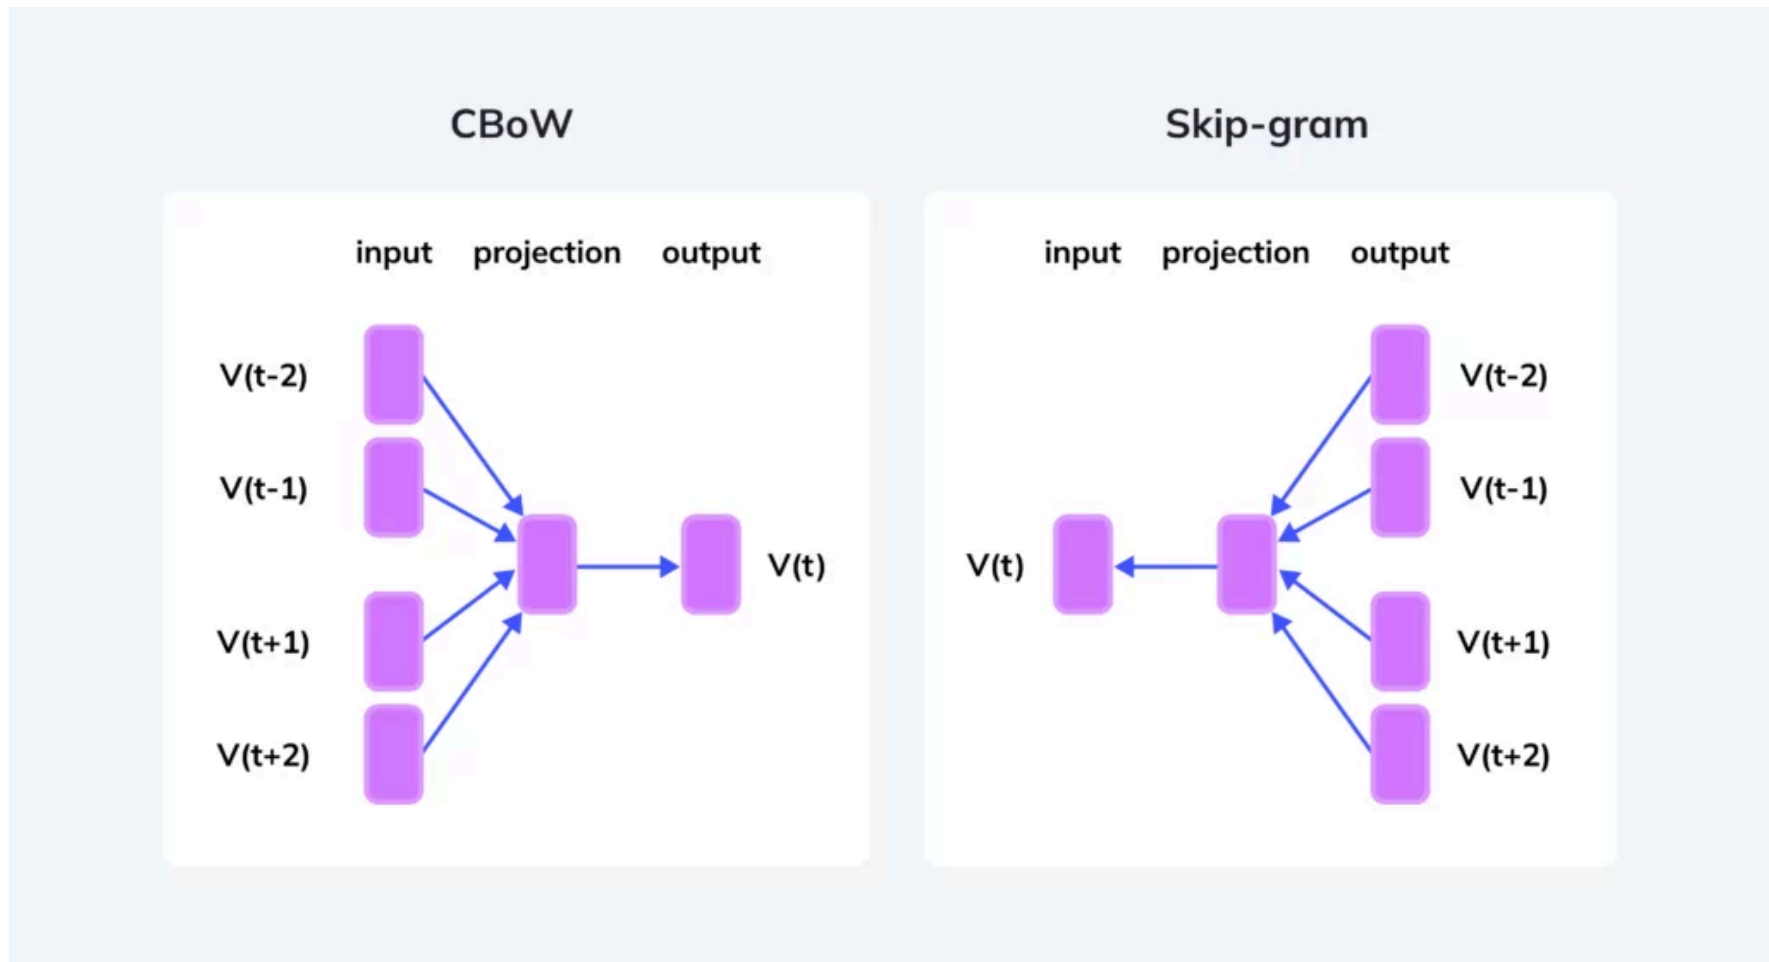 CBoW
Skip-gram
input projection output
V(t-2)
V(t-1)
V(t)
V(t+1)
V(t+2)
input projection output
V(t-2)
V(t-1)
V(t)
V(t+1)
V(t+2)